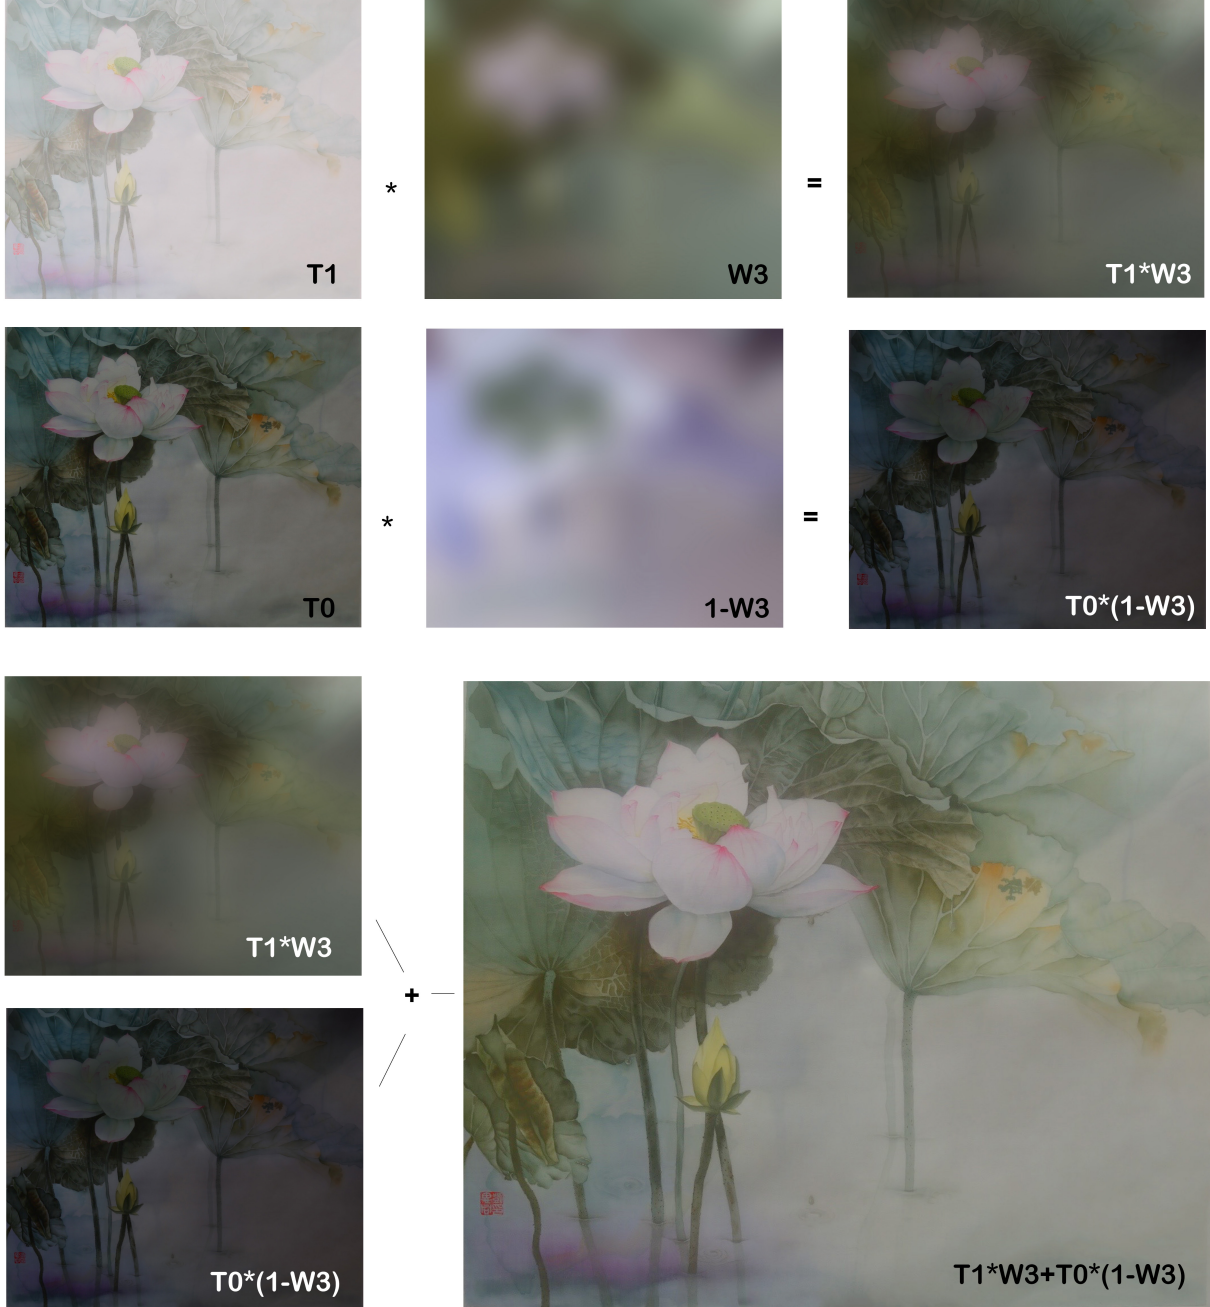 T1
*
W3
=
T1*W3
T0
*
1-W3
=
T0*(1-W3)
T1*W3
+
T0*(1-W3)
T1*W3+T0*(1-W3)